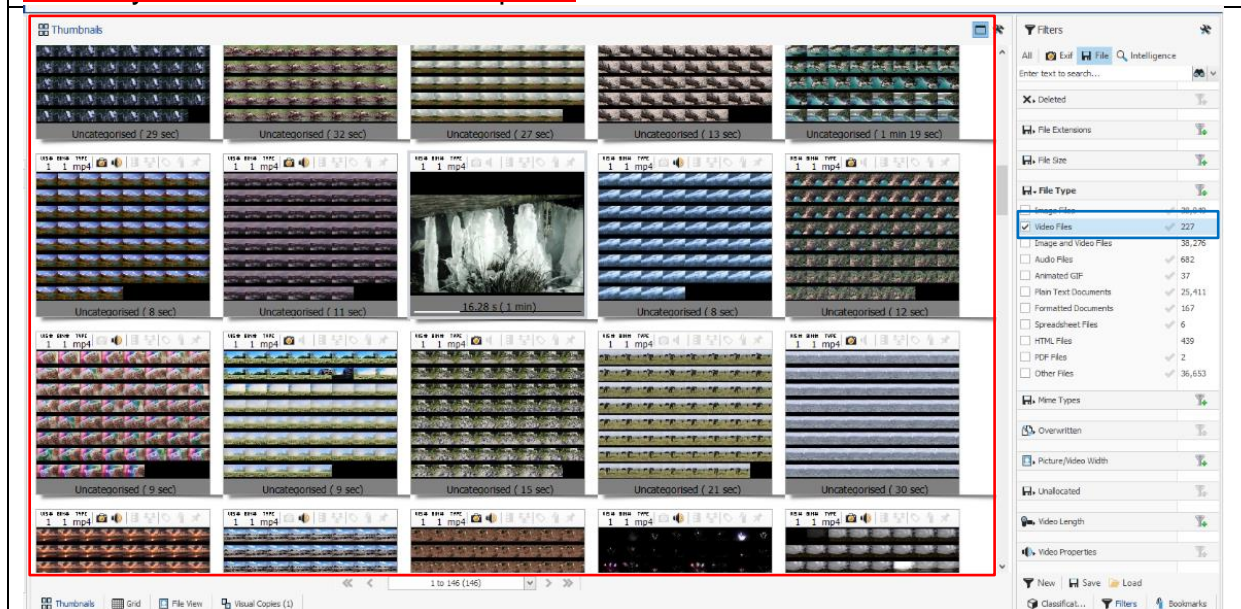 Thumbnails
Uncategorised ( 29 sec)
Uncategorised ( 32 sec)
Uncategorised ( 27 sec)
Uncategorised ( 13 sec)
Uncategorised ( 1 min 19 sec)
1 1 mp4
1 1 mp4
1 1 mp4
1 1 mp4
Uncategorised ( 8 sec)
Uncategorised ( 11 sec)
16.28 s ( 1 min)
Uncategorised ( 8 sec)
Uncategorised ( 12 sec)
1 1 mp4
1 1 mp4
1 1 mp4
1 1 mp4
1 1 mp4
Uncategorised ( 9 sec)
Uncategorised ( 9 sec)
Uncategorised ( 15 sec)
Uncategorised ( 21 sec)
Uncategorised ( 30 sec)
1 1 mp4
1 1 mp4
1 1 mp4
1 1 mp4
1 1 mp4
1 to 146 (146)
Thumbnails Grid File View Visual Copies (1)
Filters
All Exif File Intelligence
Enter text to search...
Deleted
File Extensions
File Size
File Type
Image Files
Video Files 227
Image and Video Files 38,276
Audio Files 682
Animated GIF 37
Plain Text Documents 25,411
Formatted Documents 167
Spreadsheet Files 6
HTML Files 439
PDF Files 2
Other Files 36,653
Mime Types
Overwritten
Picture/Video Width
Unallocated
Video Length
Video Properties
New Save Load
Classificat... Filters Bookmarks